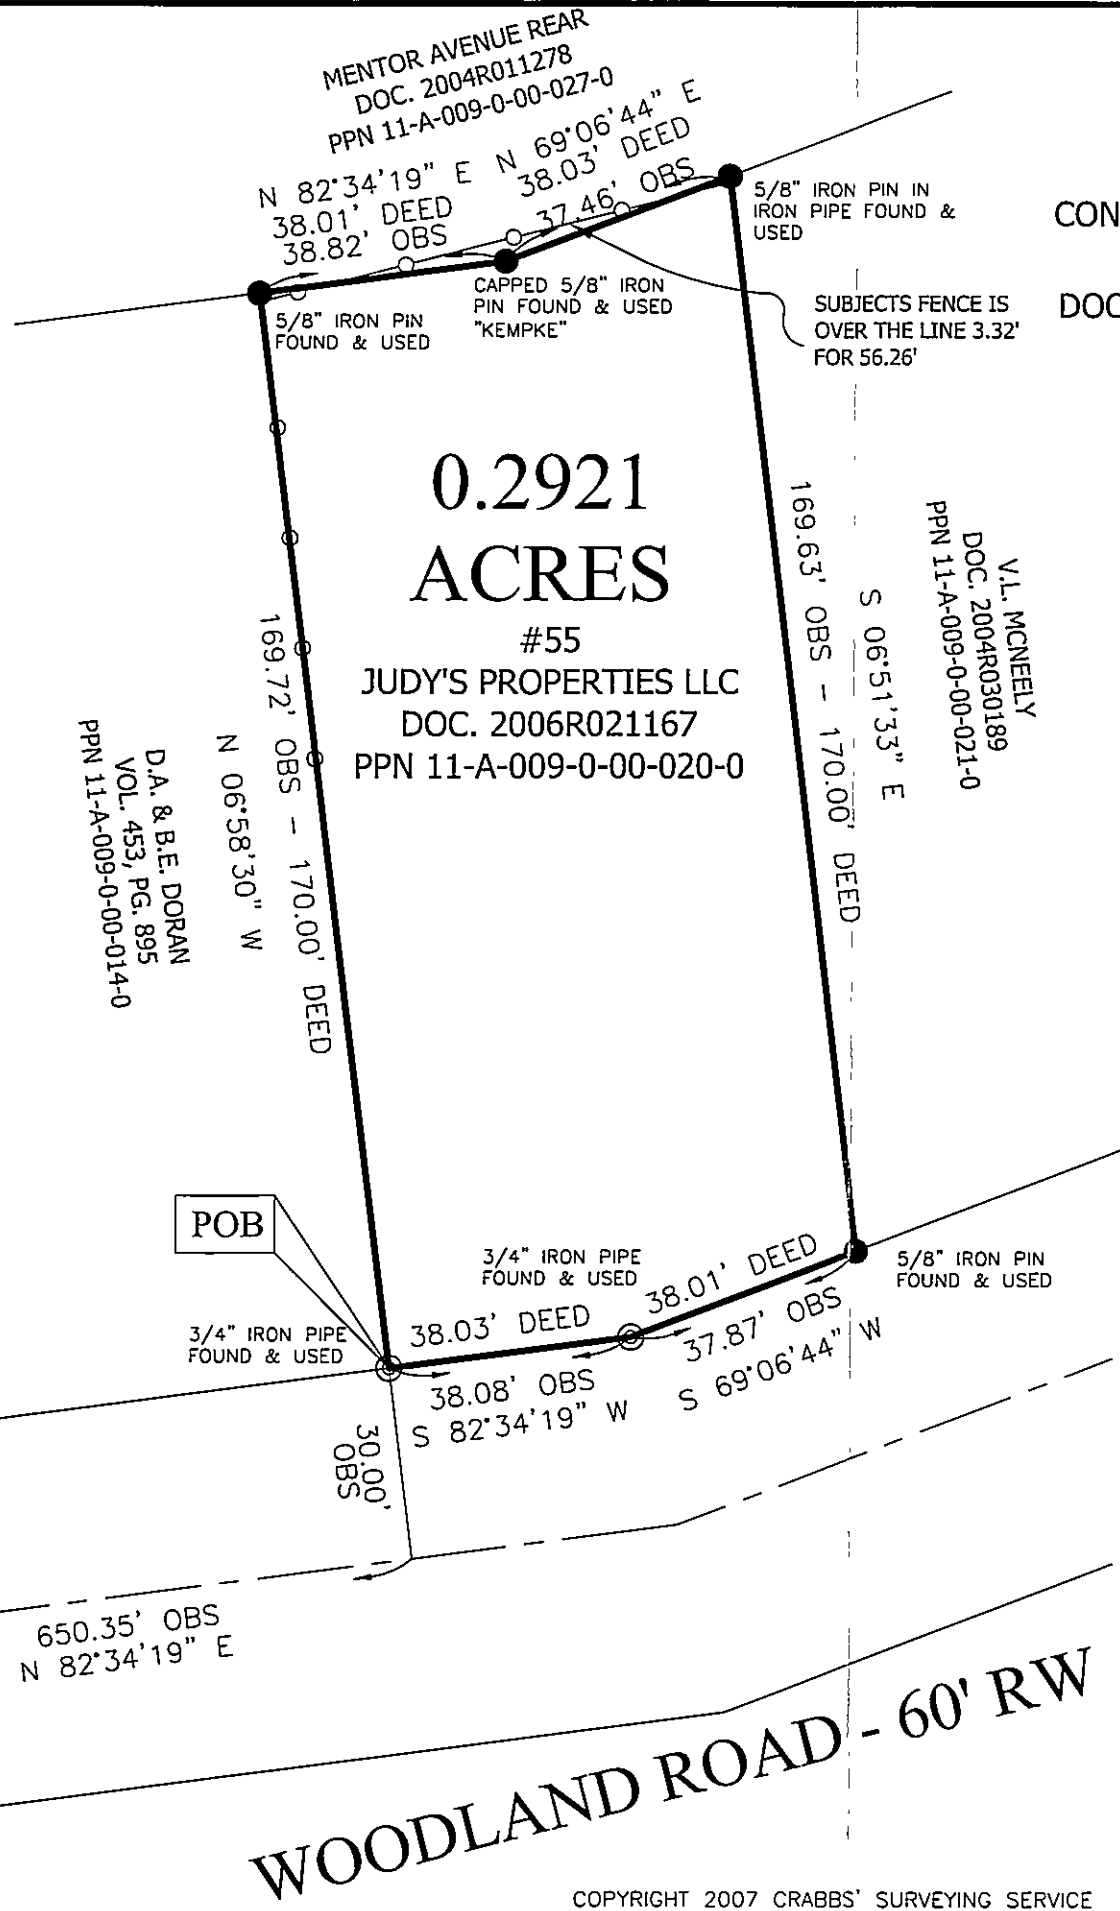 MENTOR AVENUE REAR
DOC. 2004R011278
PPN 11-A-009-0-00-027-0
N 82°34'19" E
38.01' DEED
38.82' OBS
N 69°06'44" E
38.03' DEED
37.46' OBS
5/8" IRON PIN IN
IRON PIPE FOUND &
USED
CON
DOC
5/8" IRON PIN
FOUND & USED
CAPPED 5/8" IRON
PIN FOUND & USED
"KEMPKE"
SUBJECTS FENCE IS
OVER THE LINE 3.32'
FOR 56.26'
0.2921
ACRES
#55
JUDY'S PROPERTIES LLC
DOC. 2006R021167
PPN 11-A-009-0-00-020-0
169.63' OBS - 170.00' DEED
S 06°51'33" E
V.L. MCNEELY
DOC. 2004R030189
PPN 11-A-009-0-00-021-0
169.72' OBS - 170.00' DEED
N 06°58'30" W
D.A. & B.E. DORAN
VOL. 453, PG. 895
PPN 11-A-009-0-00-014-0
POB
3/4" IRON PIPE
FOUND & USED
3/4" IRON PIPE
FOUND & USED
5/8" IRON PIN
FOUND & USED
38.03' DEED
38.01' DEED
38.08' OBS
S 82°34'19" W
37.87' OBS
S 69°06'44" W
30.00'
OBS
650.35' OBS
N 82°34'19" E
WOODLAND ROAD - 60' RW
COPYRIGHT 2007 CRABBS' SURVEYING SERVICE